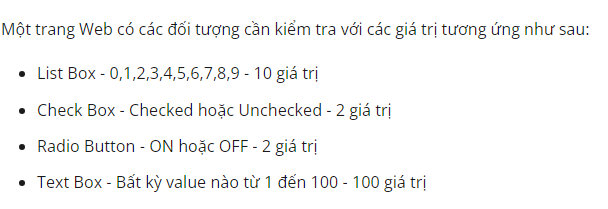 Một trang Web có các đối tượng cần kiểm tra với các giá trị tương ứng như sau:
• List Box - 0,1,2,3,4,5,6,7,8,9 - 10 giá trị
• Check Box - Checked hoặc Unchecked - 2 giá trị
• Radio Button - ON hoặc OFF - 2 giá trị
• Text Box - Bất kỳ value nào từ 1 đến 100 - 100 giá trị